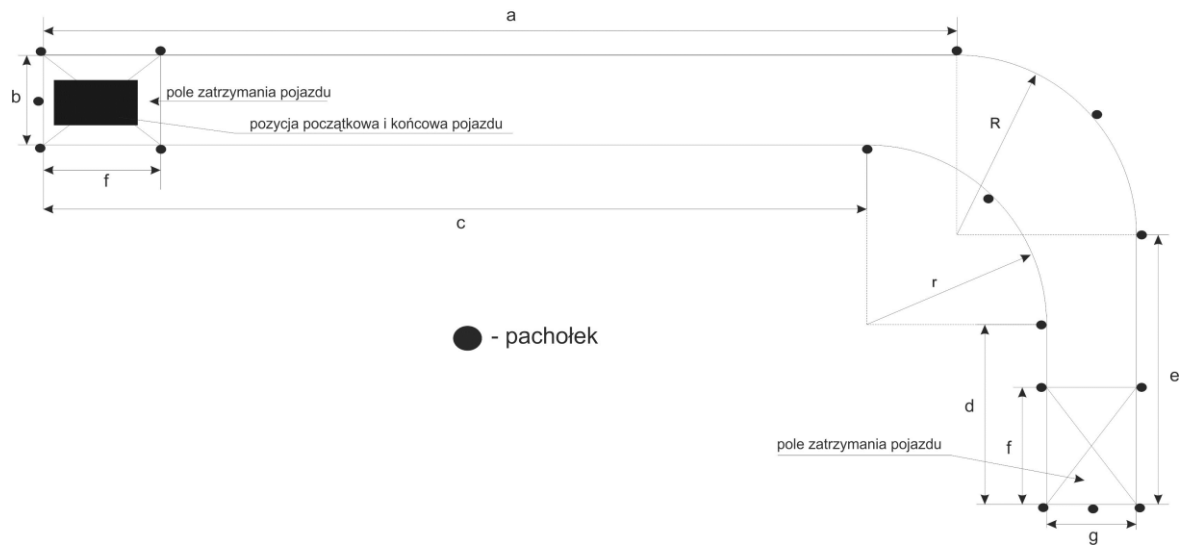 a
b
pole zatrzymania pojazdu
pozycja początkowa i końcowa pojazdu
R
f
c
r
- pachołek
e
d
f
pole zatrzymania pojazdu
g